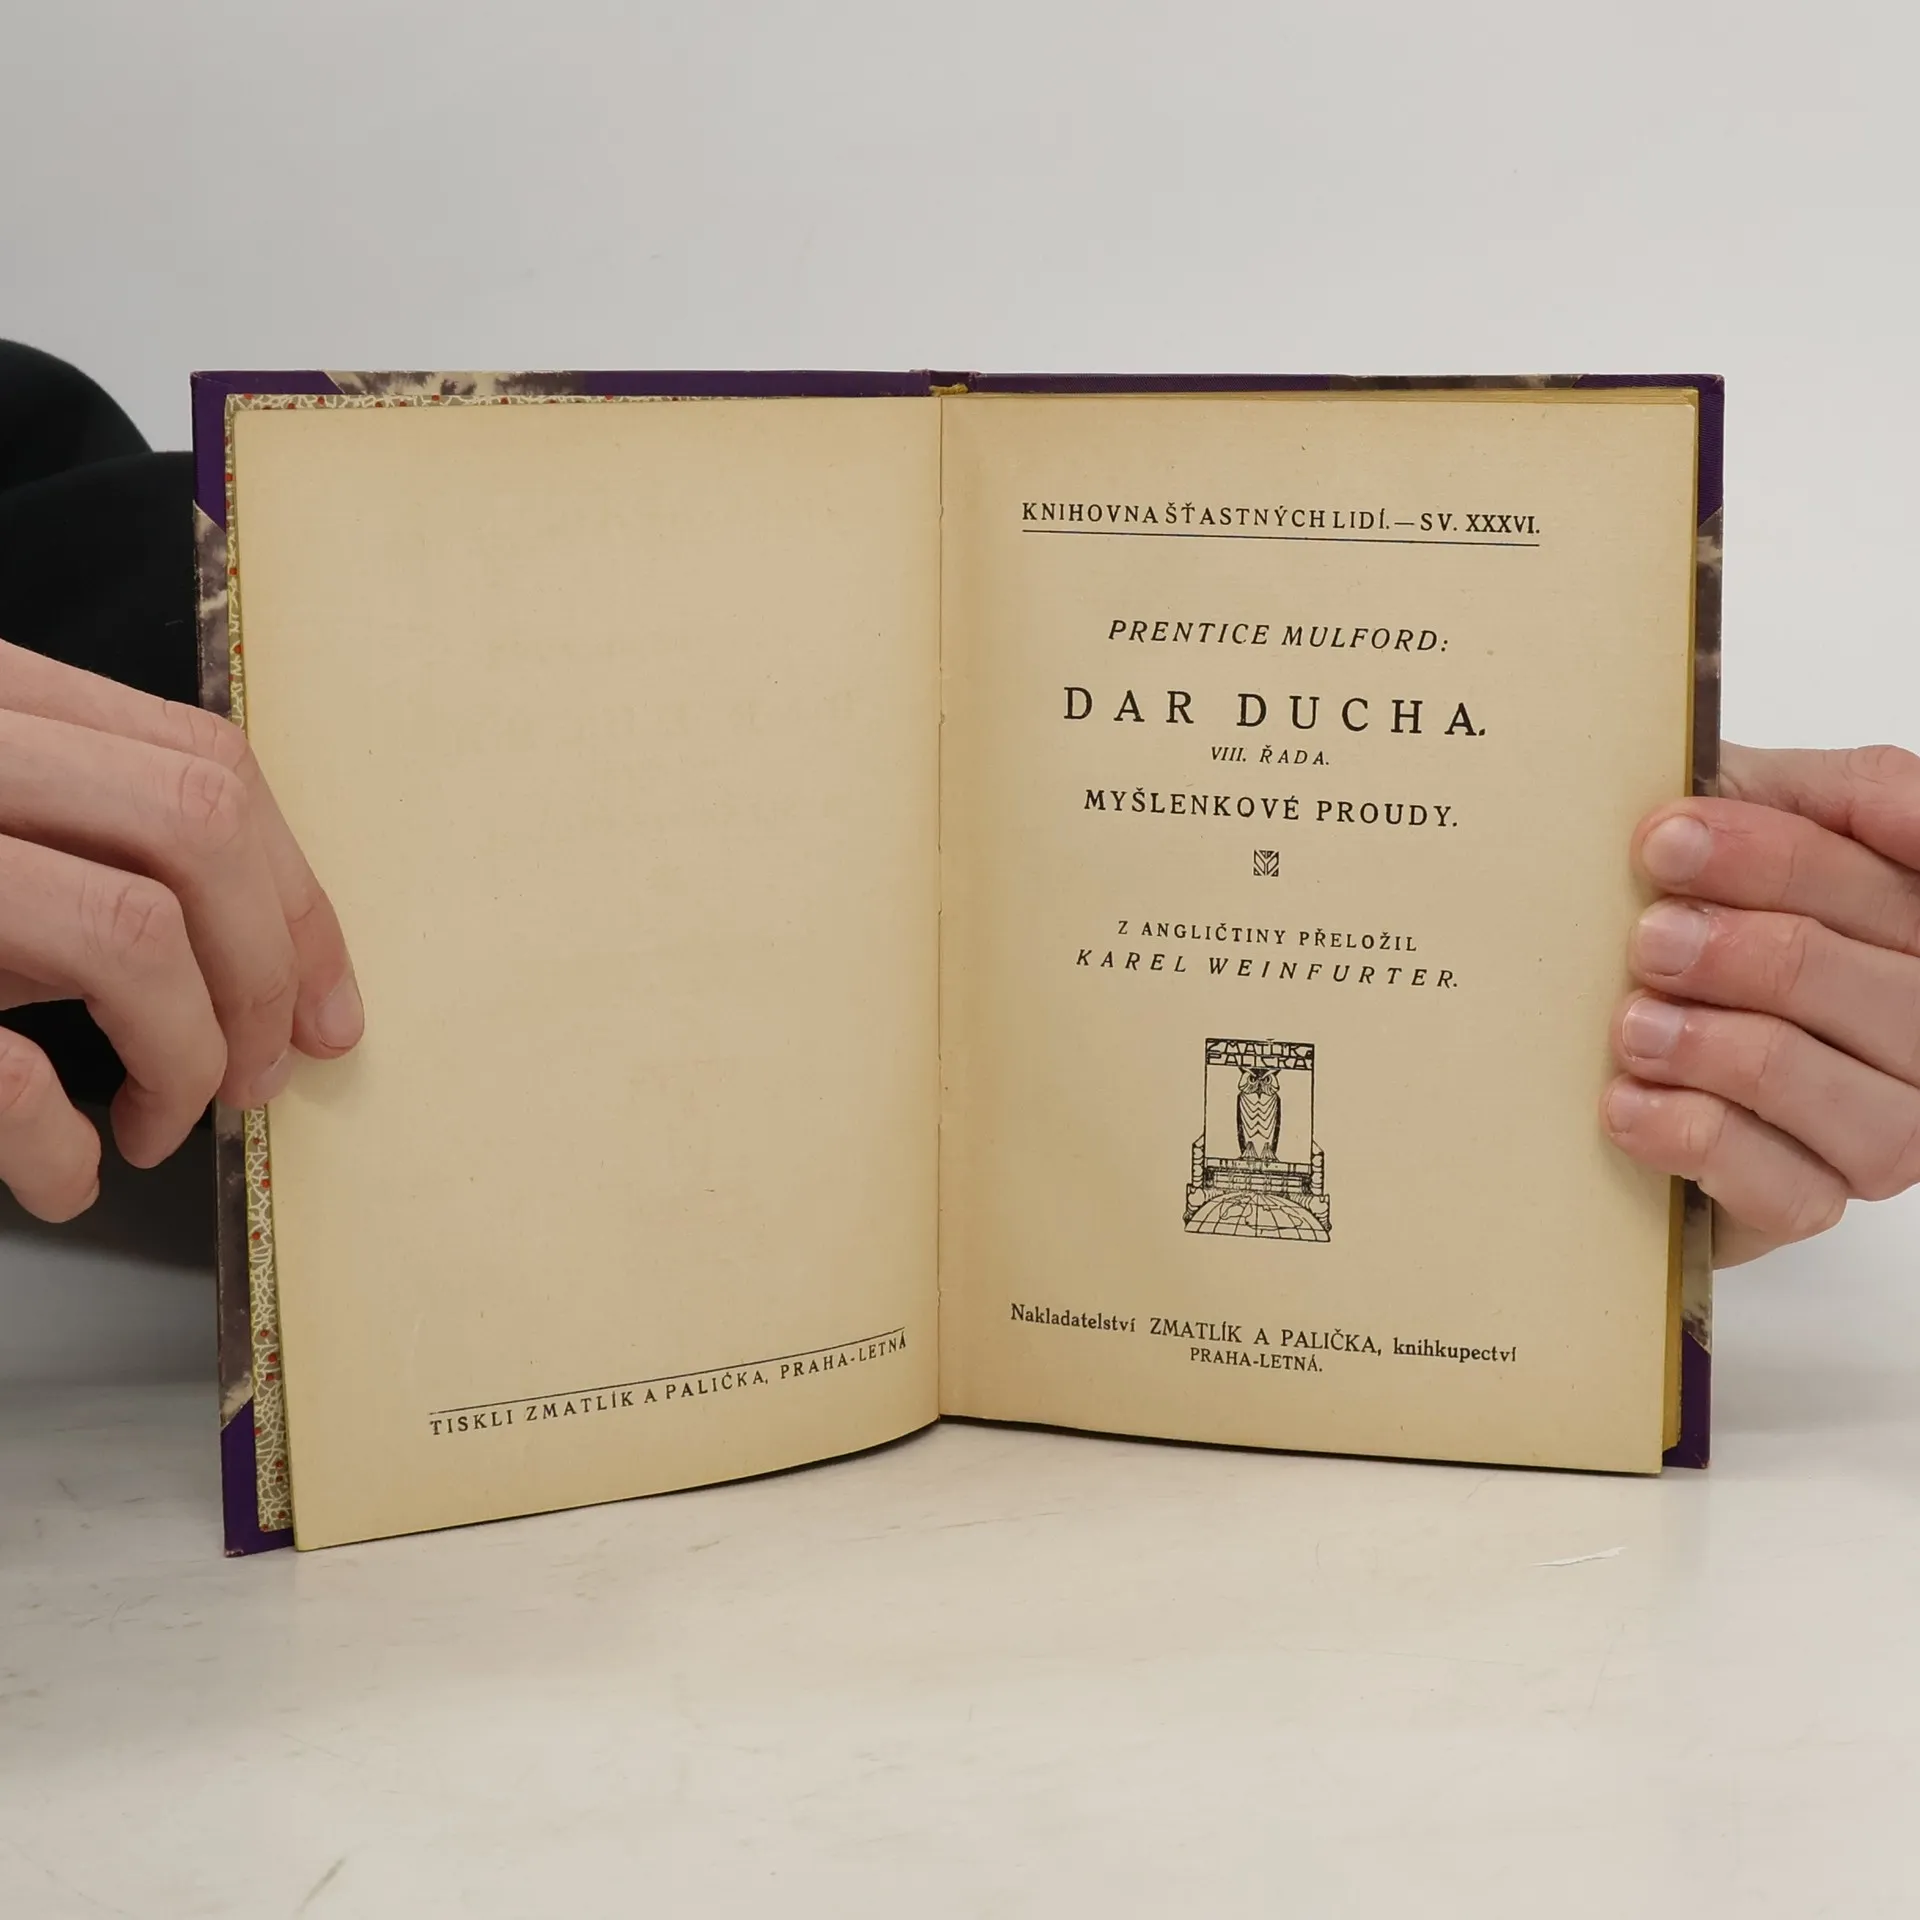 TISKLI ZMATLÍK A PALIČKA, PRAHA-LETNÁ
KNIHOVNA ŠŤASTNÝCH LIDÍ. — SV. XXXVI.
PRENTICE MULFORD:
DAR DUCHA.
VIII. ŘADA.
MYŠLENKOVÉ PROUDY.
Z ANGLIČTINY PŘELOŽIL
KAREL WEINFURTER.
ZMATLÍK A
PALIČKA
Nakladatelství ZMATLÍK A PALIČKA, knihkupectví
PRAHA-LETNÁ.